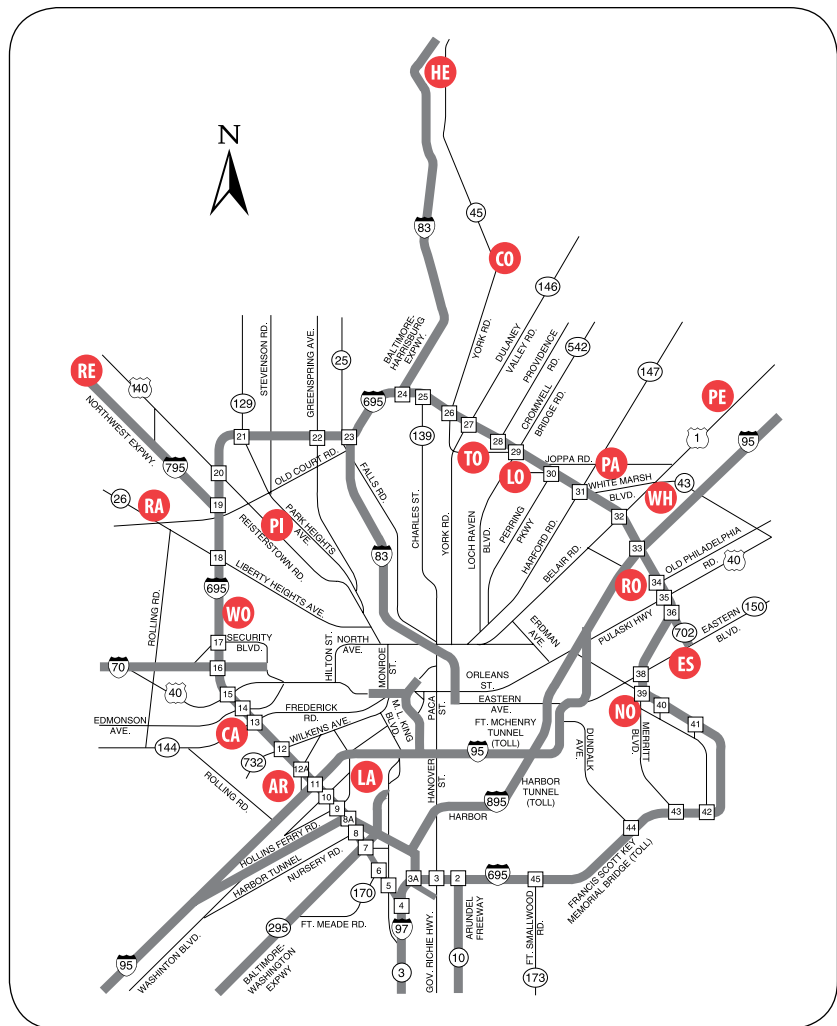 HE
N
45
83
CO
146
BALTIMORE-
HARRISBURG
EXPWY.
YORK RD.
DULANEY
VALLEY RD.
PROVIDENCE
RD.
542
CROMWELL
BRIDGE RD.
147
STEVENSON RD.
GREENSPRING AVE.
25
RE
140
129
695
24
25
PE
NORTHWEST EXPWY.
795
21
22
23
139
26
27
28
29
1
95
OLD COURT RD.
FALLS RD.
CHARLES ST.
TO
LO
JOPPA RD.
PA
20
30
31
WHITE MARSH
BLVD.
43
WH
26
RA
19
PI
PARK HEIGHTS
AVE.
REISTERSTOWN RD.
YORK RD.
LOCH RAVEN
BLVD.
PERRING
PKWY
HARFORD RD.
32
BELAIR RD.
33
OLD PHILADELPHIA
RD.
40
18
83
LIBERTY HEIGHTS AVE.
695
RO
34
35
36
PULASKI HWY
150
ROLLING RD.
WO
ERDMAN
AVE.
702
EASTERN
BLVD.
17
SECURITY
BLVD.
HILTON ST.
NORTH
AVE.
MONROE
ST.
ES
70
16
ORLEANS
ST.
38
40
15
M. L. KING
BLVD
PACA
ST.
EASTERN AVE.
39
40
NO
EDMONSON
AVE.
14
13
FREDERICK
RD.
CA
WILKENS AVE.
FT. MCHENRY
TUNNEL
(TOLL)
41
144
12
95
DUNDALK
AVE.
MERRITT
BLVD.
732
12A
AR
11
LA
HANOVER
ST.
HARBOR
TUNNEL
(TOLL)
ROLLING RD.
10
9
8A
895
HARBOR
43
42
HOLLINS FERRY RD.
8
44
HARBOR TUNNEL
NURSERY RD.
7
6
5
3A
3
2
695
45
FRANCIS SCOTT KEY
MEMORIAL BRIDGE (TOLL)
170
4
FT. MEADE RD.
97
295
GOV. RICHIE HWY.
ARUNDEL
FREEWAY
FT. SMALLWOOD
RD.
95
WASHINTON BLVD.
BALTIMORE-
WASHINGTON
EXPWY
3
10
173